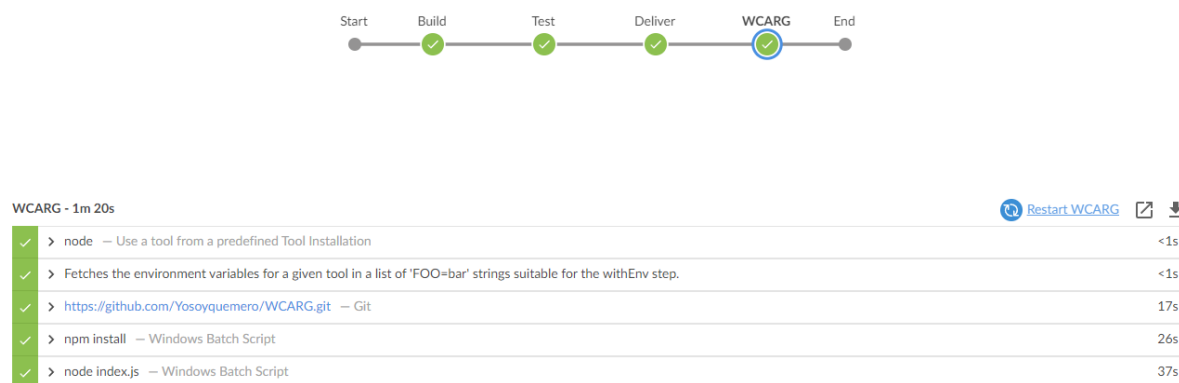 Start Build Test Deliver WCARG End
WCARG - 1m 20s Restart WCARG
node — Use a tool from a predefined Tool Installation <1s
Fetches the environment variables for a given tool in a list of 'FOO=bar' strings suitable for the withEnv step. <1s
https://github.com/Yosoyquemero/WCARG.git — Git 17s
npm install — Windows Batch Script 26s
node index.js — Windows Batch Script 37s